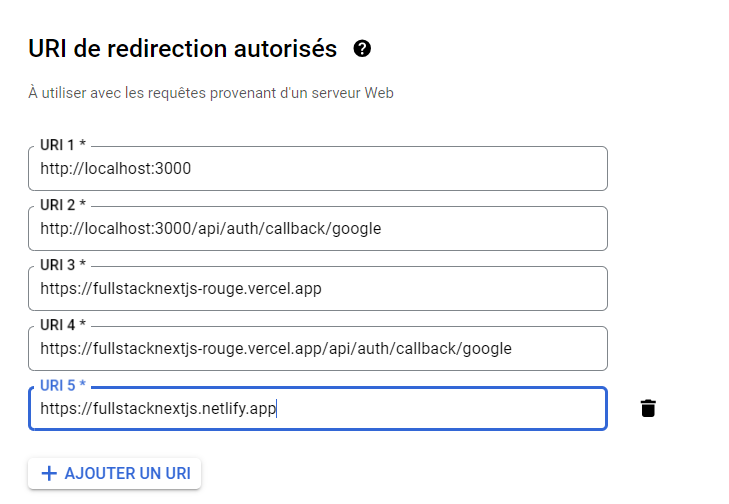 URI de redirection autorisés
À utiliser avec les requêtes provenant d'un serveur Web
URI 1 *
http://localhost:3000
URI 2 *
http://localhost:3000/api/auth/callback/google
URI 3 *
https://fullstacknextjs-rouge.vercel.app
URI 4 *
https://fullstacknextjs-rouge.vercel.app/api/auth/callback/google
URI 5 *
https://fullstacknextjs.netlify.app
+ AJOUTER UN URI